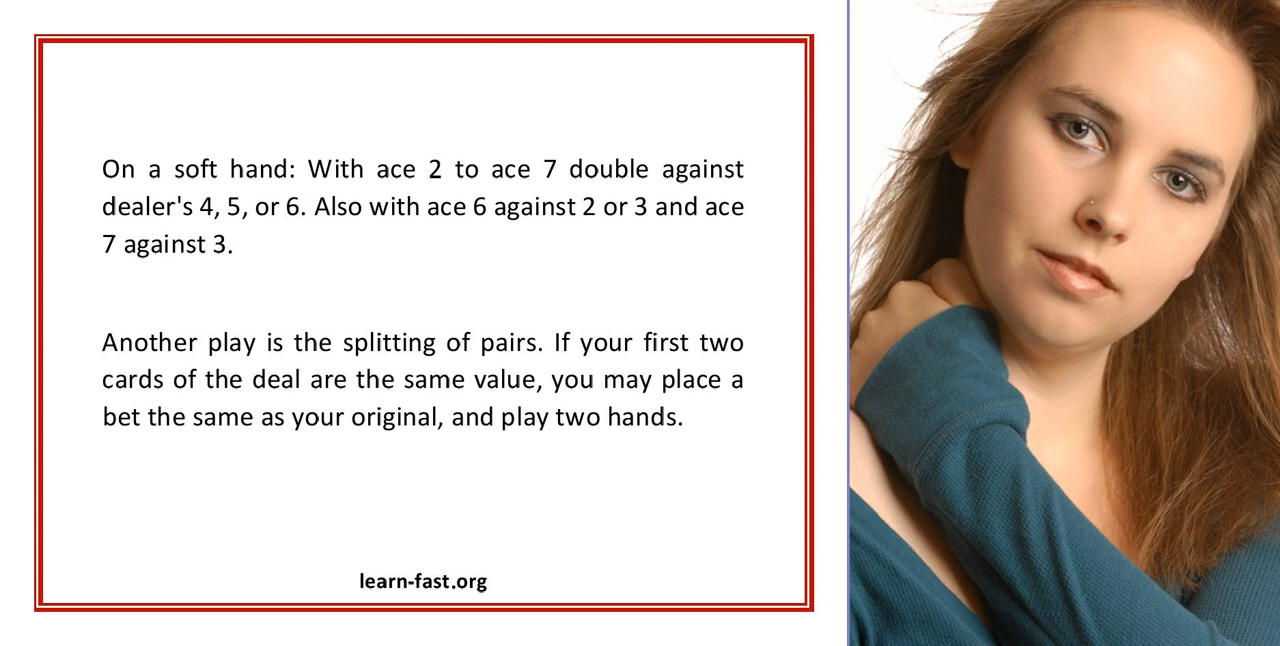 On a soft hand: With ace 2 to ace 7 double against
dealer's 4, 5, or 6. Also with ace 6 against 2 or 3 and ace
7 against 3.
Another play is the splitting of pairs. If your first two
cards of the deal are the same value, you may place a
bet the same as your original, and play two hands.
learn-fast.org